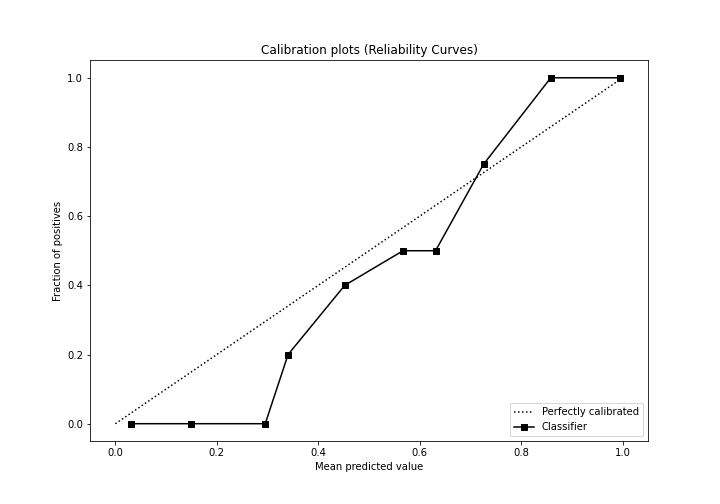 Calibration plots (Reliability Curves)
1.0
0.8
0.6
0.4
0.2
0.0
Fraction of positives
0.0 0.2 0.4 0.6 0.8 1.0
Mean predicted value
Perfectly calibrated
Classifier